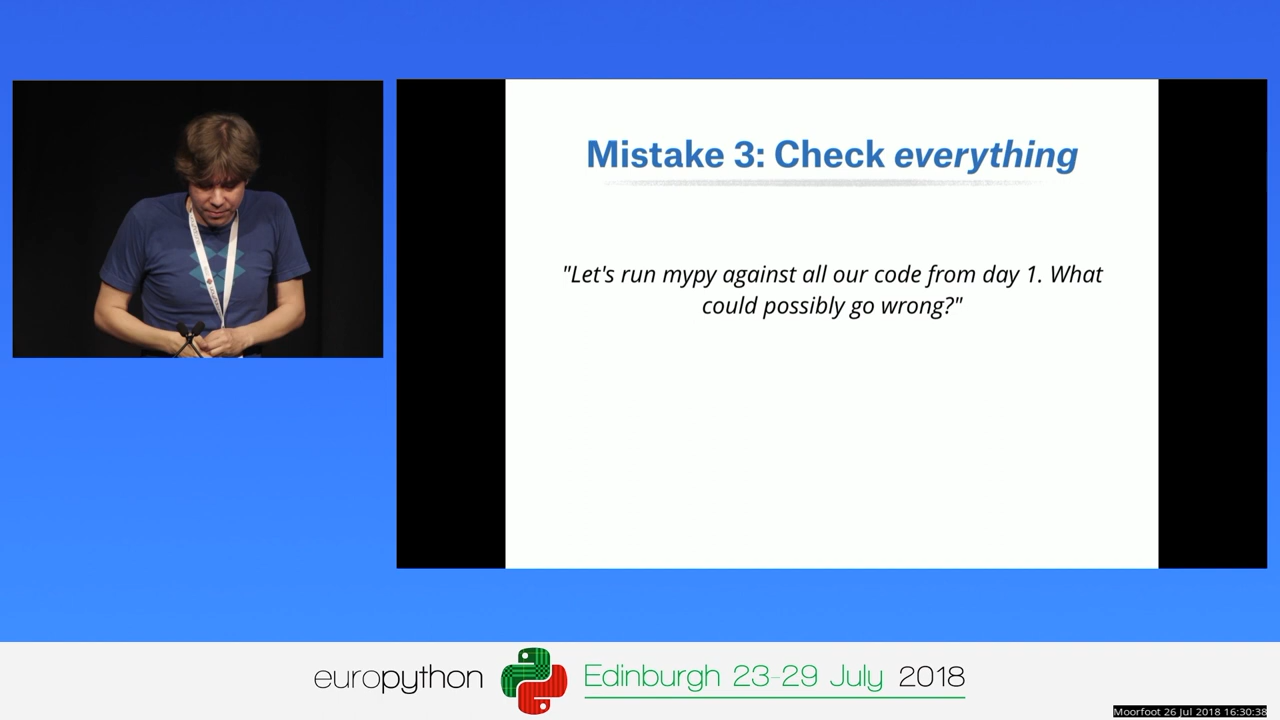 Mistake 3: Check everything
"Let's run mypy against all our code from day 1. What
could possibly go wrong?"
europython Edinburgh 23-29 July 2018
Moorfoot 26 Jul 2018 16:30:38